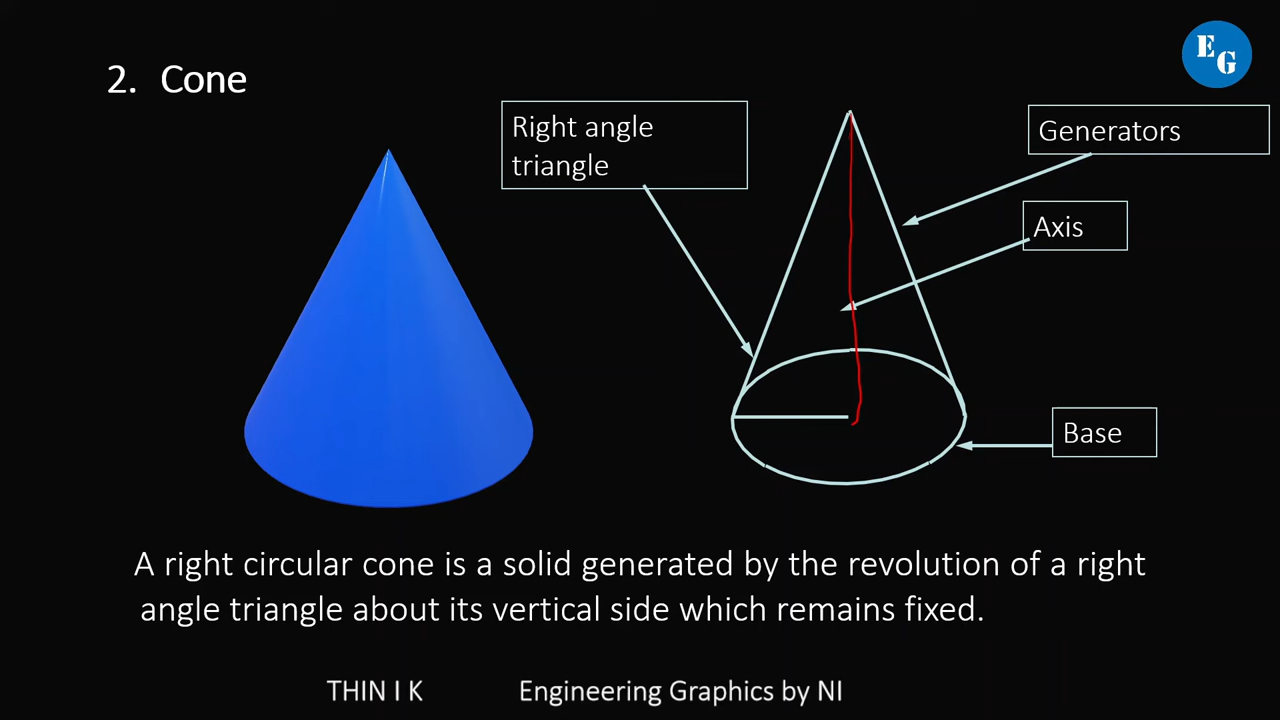 E
G
2. Cone
Right angle
triangle
Generators
Axis
Base
A right circular cone is a solid generated by the revolution of a right
angle triangle about its vertical side which remains fixed.
THIN I K Engineering Graphics by NI